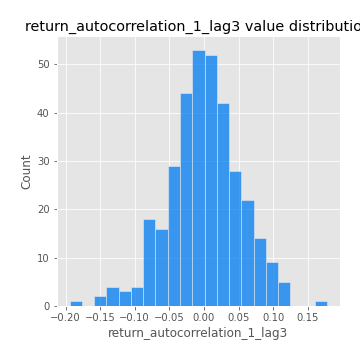 return_autocorrelation_1_lag3 value distributio
50
40
30
20
10
0
Count
−0.20 −0.15 −0.10 −0.05 0.00 0.05 0.10 0.15
return_autocorrelation_1_lag3